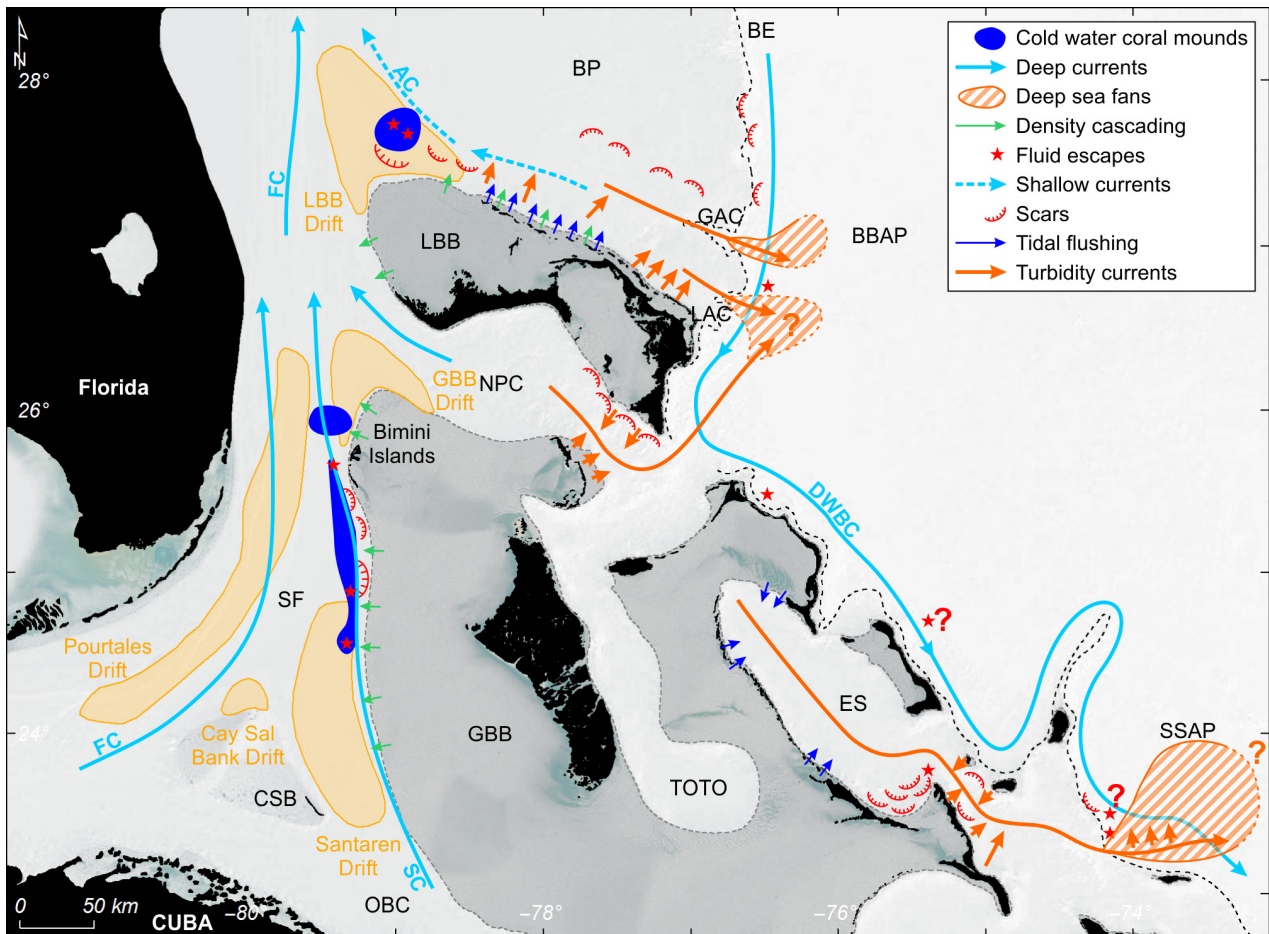 BE
Cold water coral mounds
Deep currents
Deep sea fans
Density cascading
Fluid escapes
Shallow currents
Scars
Tidal flushing
Turbidity currents
N
28°
BP
AC
FC
LBB
Drift
LBB
GAC
BBAP
LAC
?
Florida
26°
NPC
GBB
Drift
Bimini
Islands
DWBC
SF
?
Pourtales
Drift
ES
24°
FC
Cay Sal
Bank Drift
GBB
SSAP
?
TOTO
?
CSB
Santaren
Drift
SC
0
50 km
CUBA
−80°
OBC
−78°
−76°
−74°